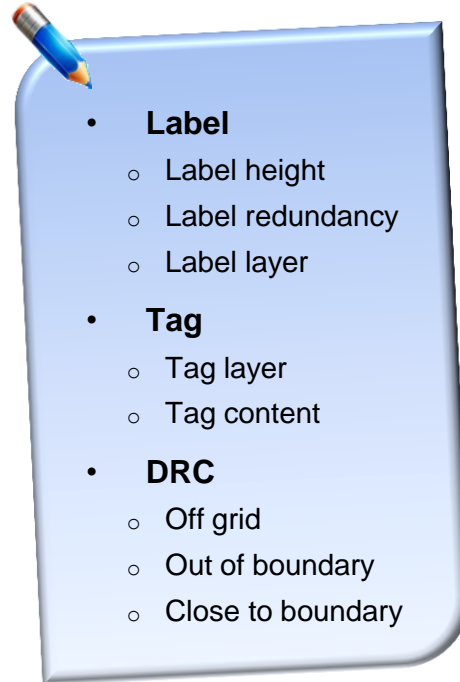 • Label
o Label height
o Label redundancy
o Label layer
• Tag
o Tag layer
o Tag content
• DRC
o Off grid
o Out of boundary
o Close to boundary